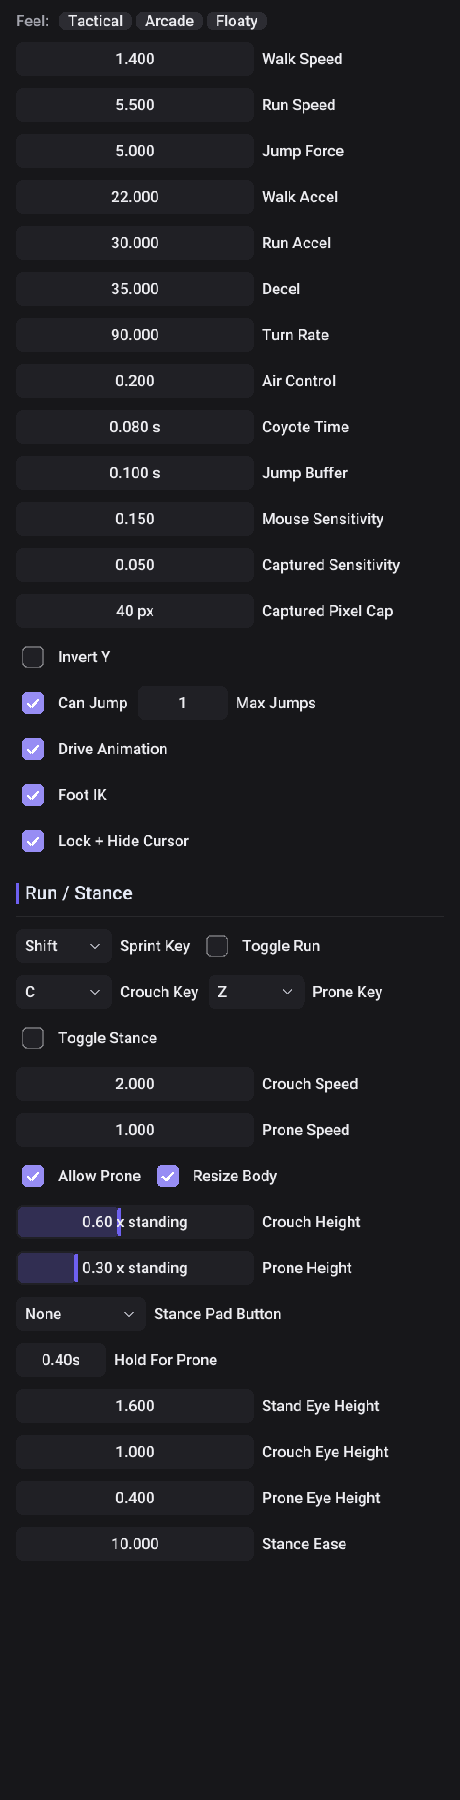 Feel: Tactical Arcade Floaty
1.400 Walk Speed
5.500 Run Speed
5.000 Jump Force
22.000 Walk Accel
30.000 Run Accel
35.000 Decel
90.000 Turn Rate
0.200 Air Control
0.080 s Coyote Time
0.100 s Jump Buffer
0.150 Mouse Sensitivity
0.050 Captured Sensitivity
40 px Captured Pixel Cap
Invert Y
Can Jump 1 Max Jumps
Drive Animation
Foot IK
Lock + Hide Cursor
Run / Stance
Shift Sprint Key Toggle Run
C Crouch Key Z Prone Key
Toggle Stance
2.000 Crouch Speed
1.000 Prone Speed
Allow Prone Resize Body
0.60 x standing Crouch Height
0.30 x standing Prone Height
None Stance Pad Button
0.40s Hold For Prone
1.600 Stand Eye Height
1.000 Crouch Eye Height
0.400 Prone Eye Height
10.000 Stance Ease